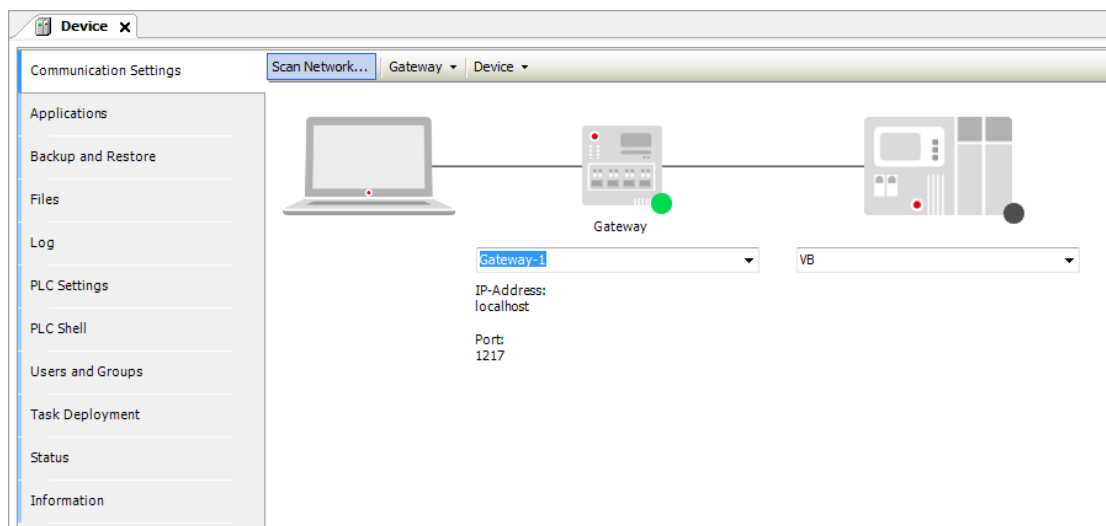 Device
Communication Settings
Scan Network...
Gateway
Device
Applications
Backup and Restore
Files
Log
PLC Settings
PLC Shell
Users and Groups
Task Deployment
Status
Information
Gateway
Gateway-1
VB
IP-Address:
localhost
Port:
1217